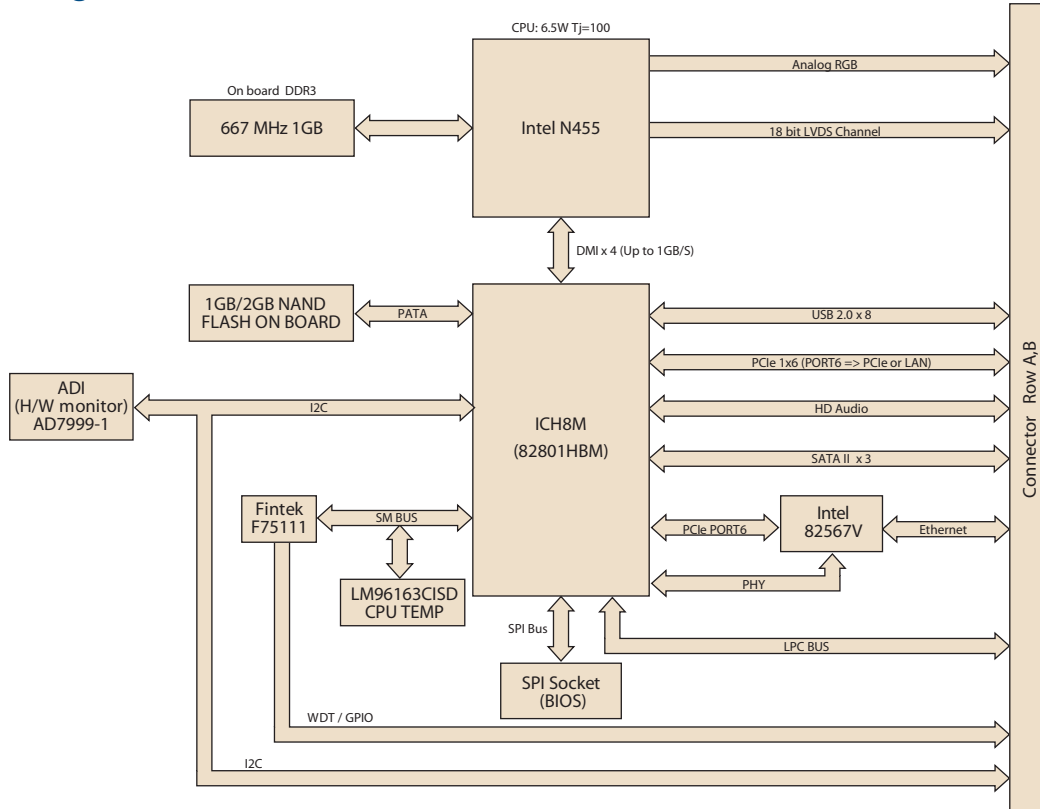 CPU: 6.5W Tj=100
Analog RGB
On board DDR3
667 MHz 1GB
Intel N455
18 bit LVDS Channel
DMI x 4 (Up to 1GB/S)
1GB/2GB NAND
FLASH ON BOARD
PATA
USB 2.0 x 8
PCIe 1x6 (PORT6 => PCIe or LAN)
ADI
(H/W monitor)
AD7999-1
I2C
ICH8M
(82801HBM)
HD Audio
SATA II x 3
Connector Row A,B
Fintek
F75111
SM BUS
PCIe PORT6
Intel
82567V
Ethernet
LM96163CISD
CPU TEMP
PHY
SPI Bus
LPC BUS
SPI Socket
(BIOS)
WDT / GPIO
I2C